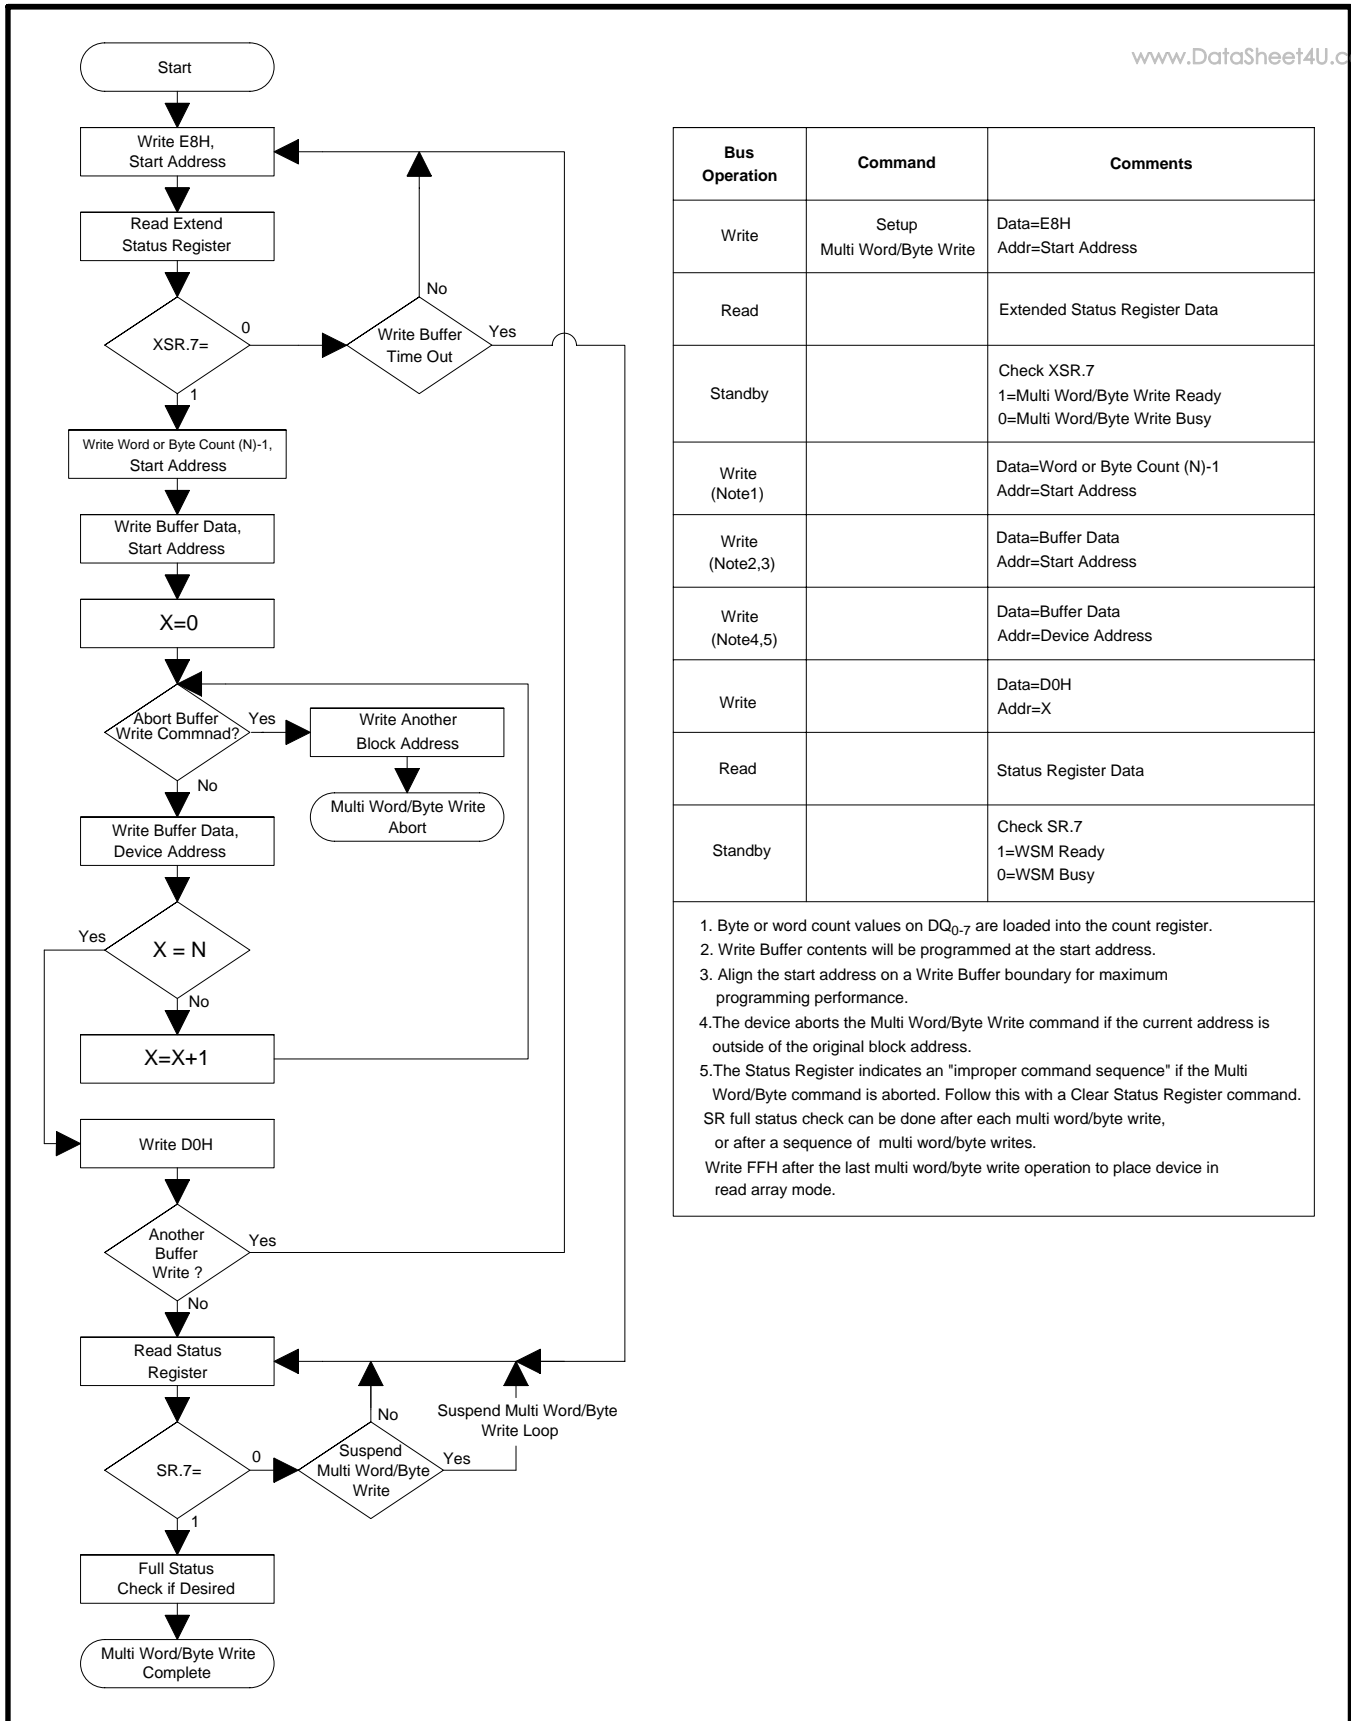 www.DataSheet4U.c
Start
Write E8H,
Start Address
Read Extend
Status Register
XSR.7=
0
1
Write Buffer
Time Out
No
Yes
Write Word or Byte Count (N)-1,
Start Address
Write Buffer Data,
Start Address
X=0
Abort Buffer
Write Commnad?
Yes
No
Write Another
Block Address
Multi Word/Byte Write
Abort
Write Buffer Data,
Device Address
X = N
Yes
No
X=X+1
Write D0H
Another
Buffer
Write ?
Yes
No
Read Status
Register
SR.7=
0
1
Suspend
Multi Word/Byte
Write
No
Yes
Suspend Multi Word/Byte
Write Loop
Full Status
Check if Desired
Multi Word/Byte Write
Complete
Bus
Operation
Command
Comments
Write
Setup
Multi Word/Byte Write
Data=E8H
Addr=Start Address
Read
Extended Status Register Data
Standby
Check XSR.7
1=Multi Word/Byte Write Ready
0=Multi Word/Byte Write Busy
Write
(Note1)
Data=Word or Byte Count (N)-1
Addr=Start Address
Write
(Note2,3)
Data=Buffer Data
Addr=Start Address
Write
(Note4,5)
Data=Buffer Data
Addr=Device Address
Write
Data=D0H
Addr=X
Read
Status Register Data
Standby
Check SR.7
1=WSM Ready
0=WSM Busy
1. Byte or word count values on DQ0-7 are loaded into the count register.
2. Write Buffer contents will be programmed at the start address.
3. Align the start address on a Write Buffer boundary for maximum
programming performance.
4.The device aborts the Multi Word/Byte Write command if the current address is
outside of the original block address.
5.The Status Register indicates an "improper command sequence" if the Multi
Word/Byte command is aborted. Follow this with a Clear Status Register command.
SR full status check can be done after each multi word/byte write,
or after a sequence of multi word/byte writes.
Write FFH after the last multi word/byte write operation to place device in
read array mode.